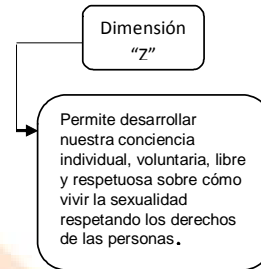 Dimensión
“Z”
Permite desarrollar
nuestra conciencia
individual, voluntaria, libre
y respetuosa sobre cómo
vivir la sexualidad
respetando los derechos
de las personas.